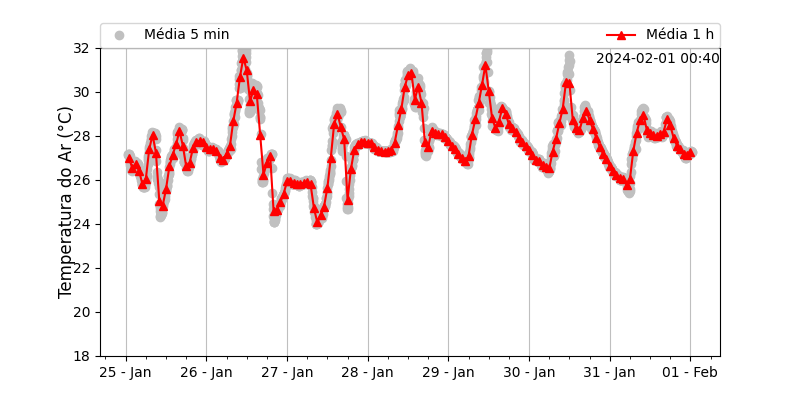 Média 5 min
Média 1 h
2024-02-01 00:40
Temperatura do Ar (°C)
32
30
28
26
24
22
20
18
25 - Jan
26 - Jan
27 - Jan
28 - Jan
29 - Jan
30 - Jan
31 - Jan
01 - Feb